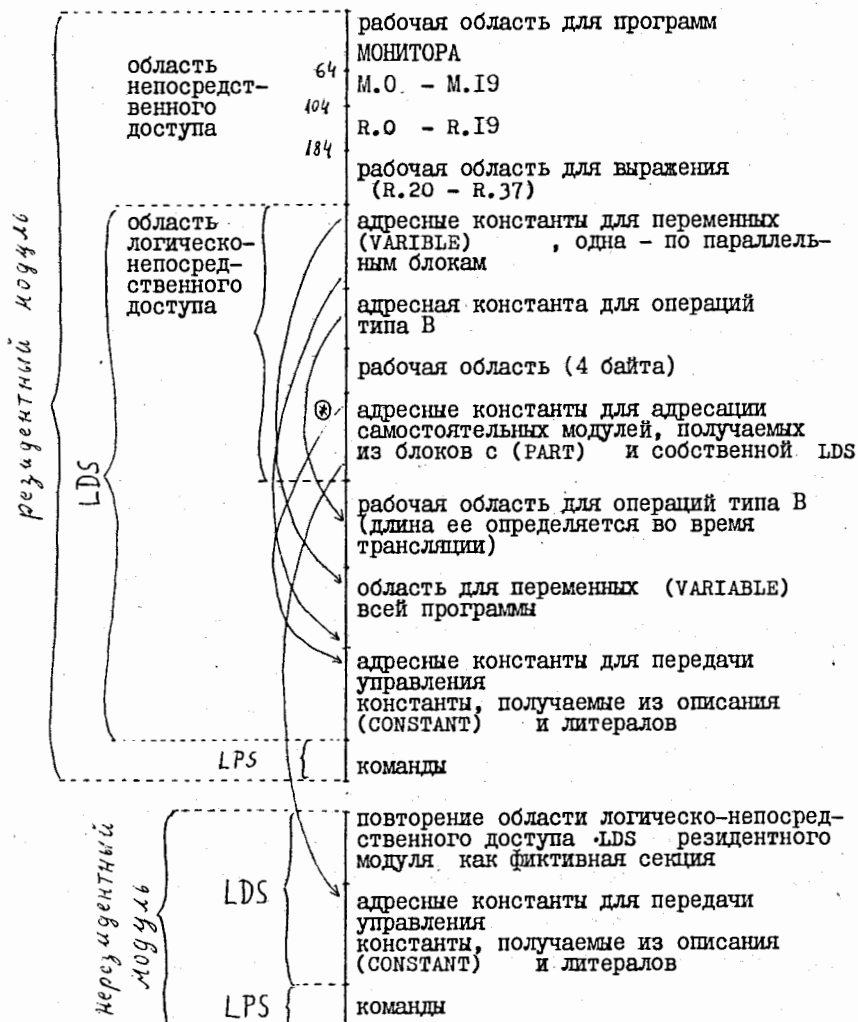 рабочая область для программ
МОНИТОРА
область
непосредст-
венного
доступа
64
M.0. - M.I9
104
R.0 - R.I9
184
рабочая область для выражения
(R.20 - R.37)
резидентный модуль
LDS
область
логическо-
непосред-
ственного
доступа
адресные константы для переменных
(VARIBLE) , одна - по параллель-
ным блокам
адресная константа для операций
типа В
рабочая область (4 байта)
* адресные константы для адресации
самостоятельных модулей, получаемых
из блоков с (PART) и собственной LDS
рабочая область для операций типа В
(длина ее определяется во время
трансляции)
область для переменных (VARIABLE)
всей программы
адресные константы для передачи
управления
константы, получаемые из описания
(CONSTANT) и литералов
LPS
команды
нерезидентный
модуль
LDS
повторение области логическо-непосред-
ственного доступа .LDS резидентного
модуля как фиктивная секция
адресные константы для передачи
управления
константы, получаемые из описания
(CONSTANT) и литералов
LPS
команды